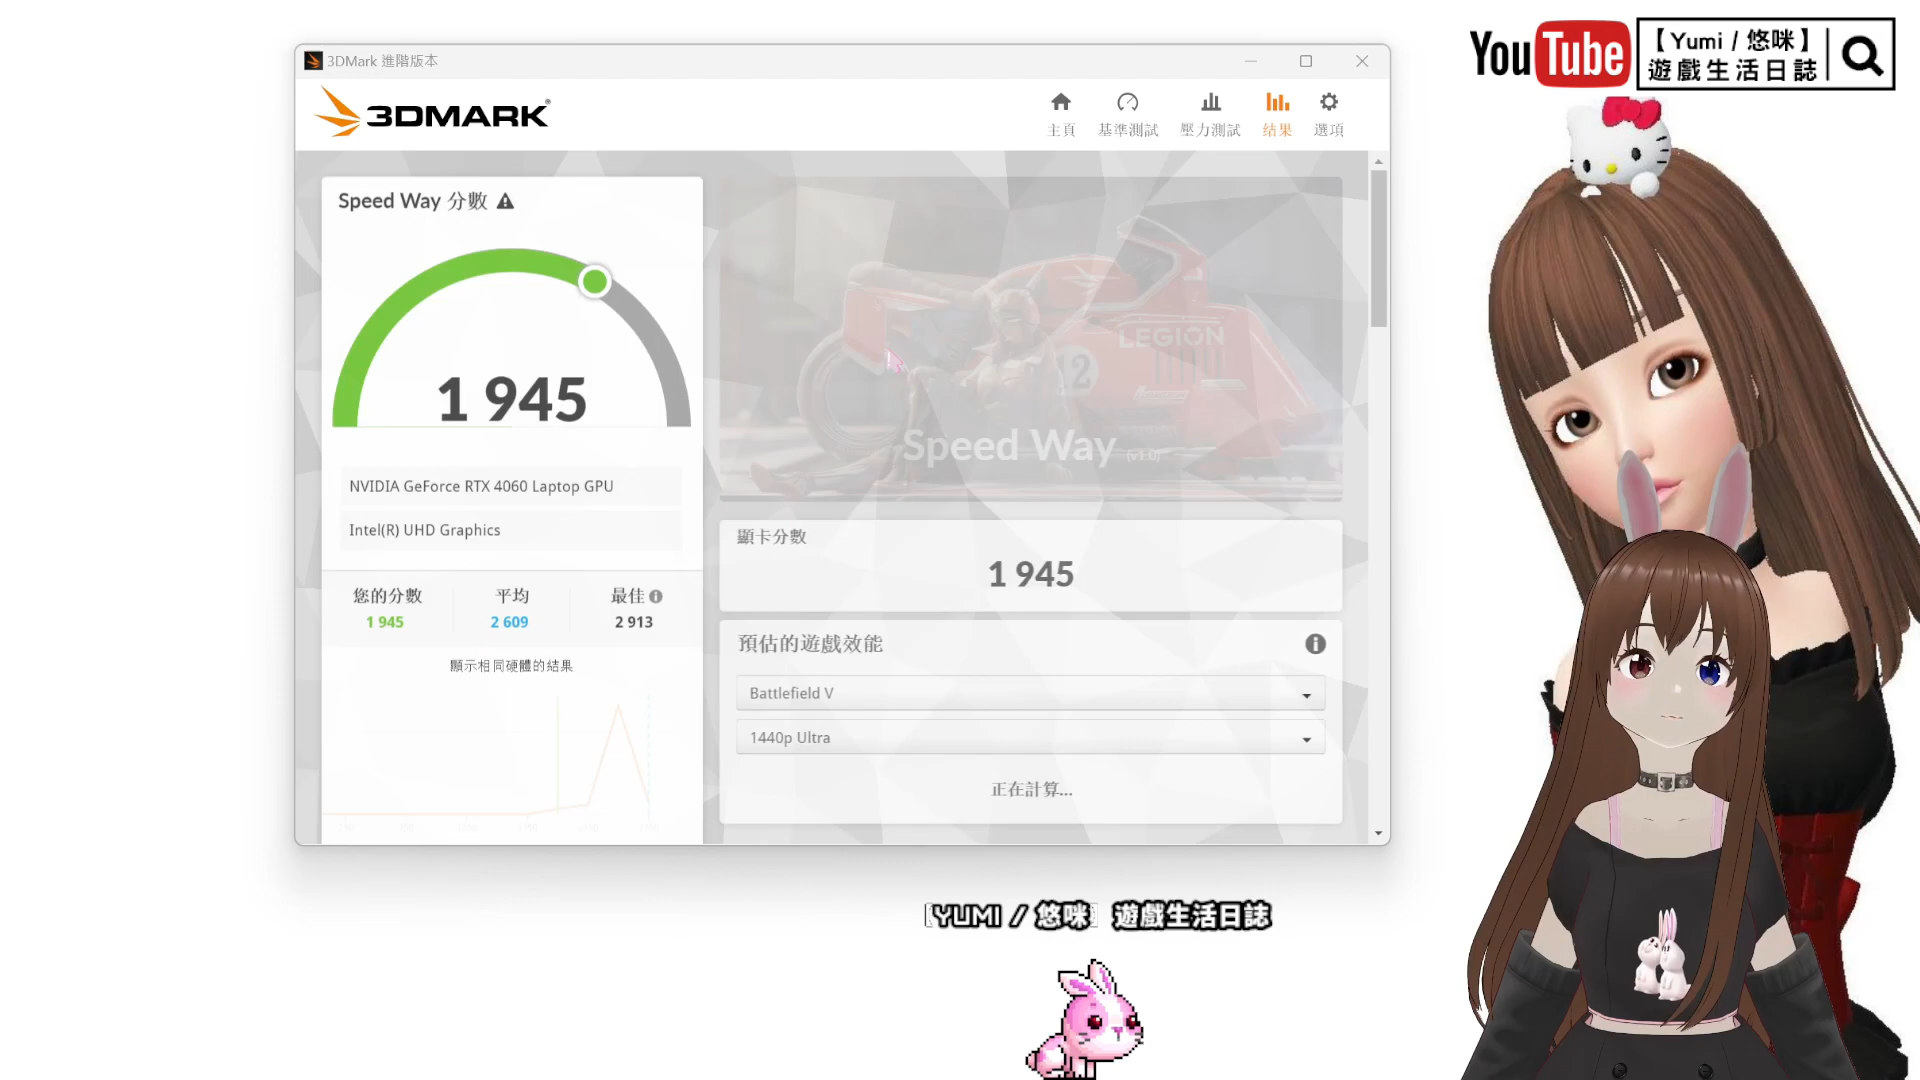 3DMark 進階版本
3DMARK
主頁
基準測試
壓力測試
结果
選項
Speed Way 分數
1 945
NVIDIA GeForce RTX 4060 Laptop GPU
Intel(R) UHD Graphics
您的分數 平均 最佳
1 945 2 609 2 913
顯示相同硬體的結果
LEGION
2
Speed Way (v1.0)
顯卡分數
1 945
預估的遊戲效能
Battlefield V
1440p Ultra
正在計算...
YouTube
【Yumi / 悠咪】
遊戲生活日誌
【YUMI / 悠咪】 遊戲生活日誌